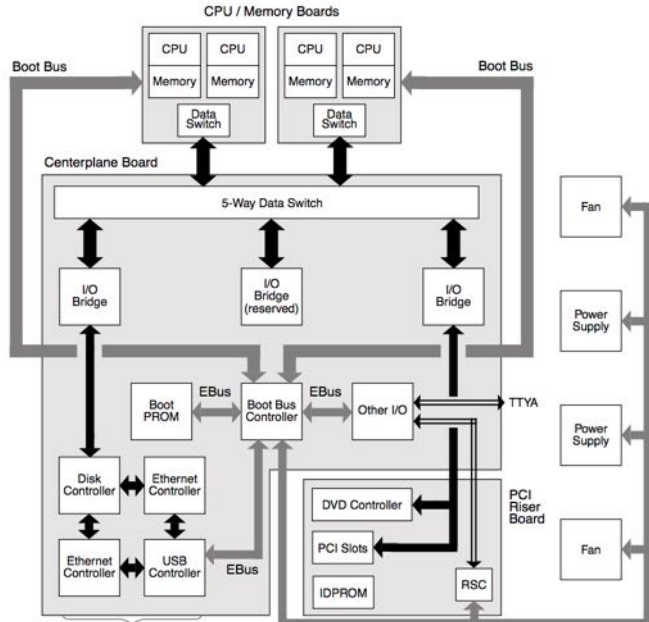 CPU / Memory Boards
Boot Bus
CPU
CPU
CPU
CPU
Boot Bus
Memory
Memory
Memory
Memory
Data
Switch
Data
Switch
Centerplane Board
5-Way Data Switch
Fan
I/O
Bridge
I/O
Bridge
(reserved)
I/O
Bridge
Power
Supply
Boot
PROM
EBus
Boot Bus
Controller
EBus
Other I/O
TTYA
Power
Supply
Disk
Controller
Ethernet
Controller
DVD Controller
PCI
Riser
Board
Ethernet
Controller
USB
Controller
EBus
PCI Slots
Fan
IDPROM
RSC